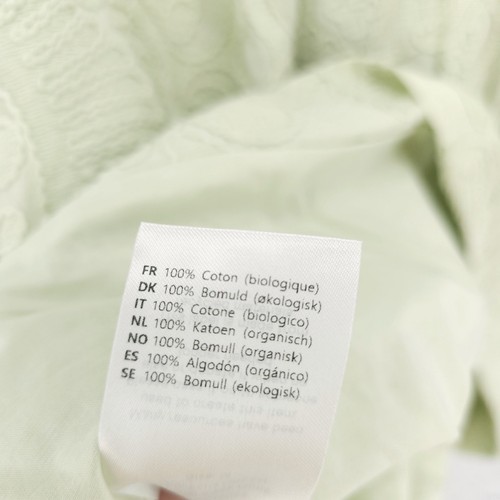 FR 100% Coton (biologique)
DK 100% Bomuld (økologisk)
IT 100% Cotone (biologico)
NL 100% Katoen (organisch)
NO 100% Bomull (organisk)
ES 100% Algodón (orgánico)
SE 100% Bomull (ekologisk)